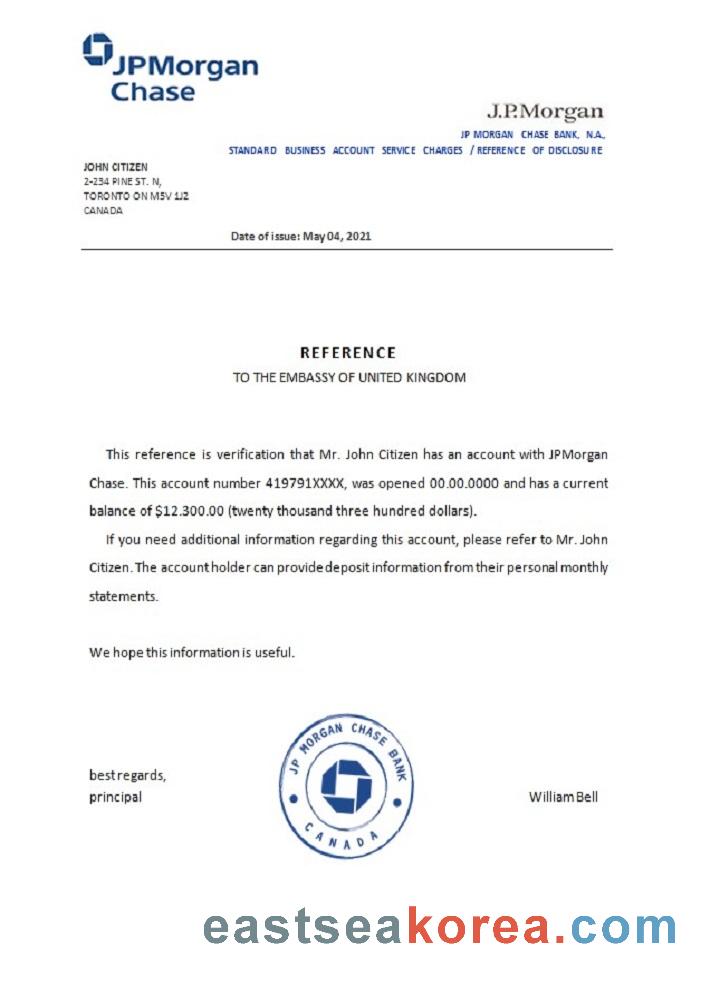 JPMorgan
Chase
J.P.Morgan
JP MORGAN CHASE BANK, N.A.,
STANDARD BUSINESS ACCOUNT SERVICE CHARGES / REFERENCE OF DISCLOSURE
JOHN CITIZEN
2-234 PINE ST. N,
TORONTO ON M5V 1J2
CANADA
Date of issue: May 04, 2021
REFERENCE
TO THE EMBASSY OF UNITED KINGDOM
This reference is verification that Mr. John Citizen has an account with JPMorgan
Chase. This account number 419791XXXX, was opened 00.00.0000 and has a current
balance of $12.300.00 (twenty thousand three hundred dollars).
If you need additional information regarding this account, please refer to Mr. John
Citizen. The account holder can provide deposit information from their personal monthly
statements.
We hope this information is useful.
best regards,
principal
JP MORGAN CHASE BANK
CANADA
William Bell
eastseakorea.com